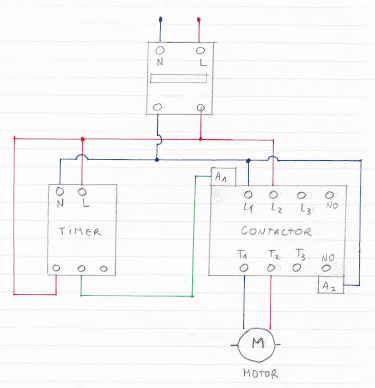 N L
A1
N L
L1 L2 L3 NO
TIMER
CONTACTOR
T1 T2 T3 NO
A2
M
MOTOR